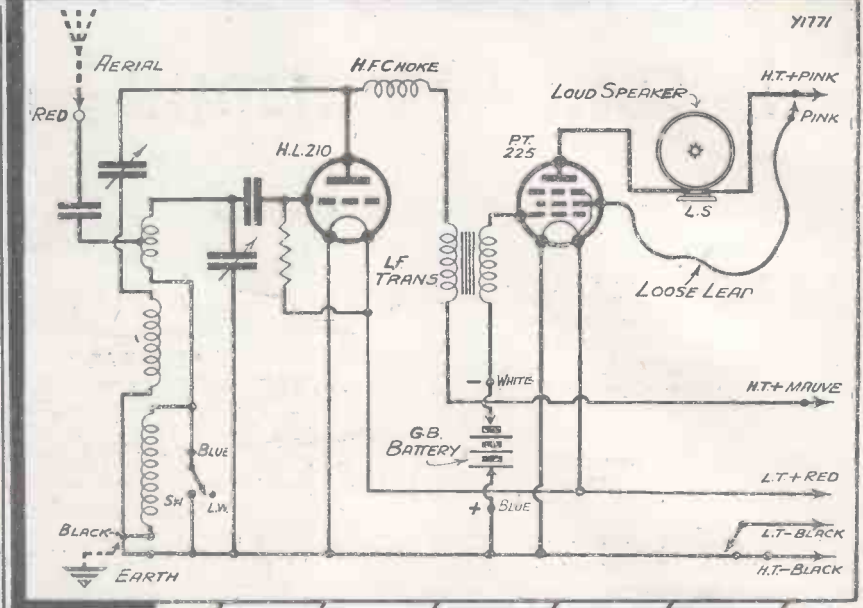 Y1771
AERIAL
H.F. CHOKE
H.T.+PINK
LOUD SPEAKER
RED
PINK
H.L.210
P.T.
225
L.S
L.F.
TRANS
LOOSE LEAD
- WHITE
H.T.+ MAUVE
G.B.
BATTERY
BLUE
L.T+RED
SW
L.W.
+ BLUE
BLACK
L.T-BLACK
EARTH
H.T.-BLACK